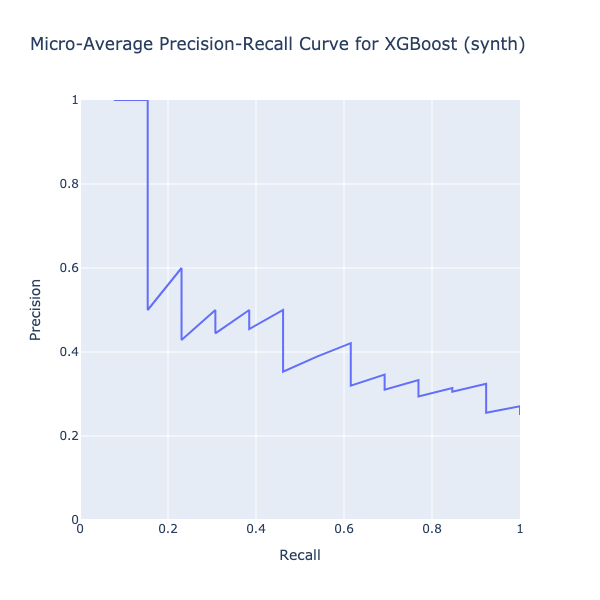 Micro-Average Precision-Recall Curve for XGBoost (synth)
1
0.8
0.6
0.4
0.2
0
Precision
0 0.2 0.4 0.6 0.8 1
Recall